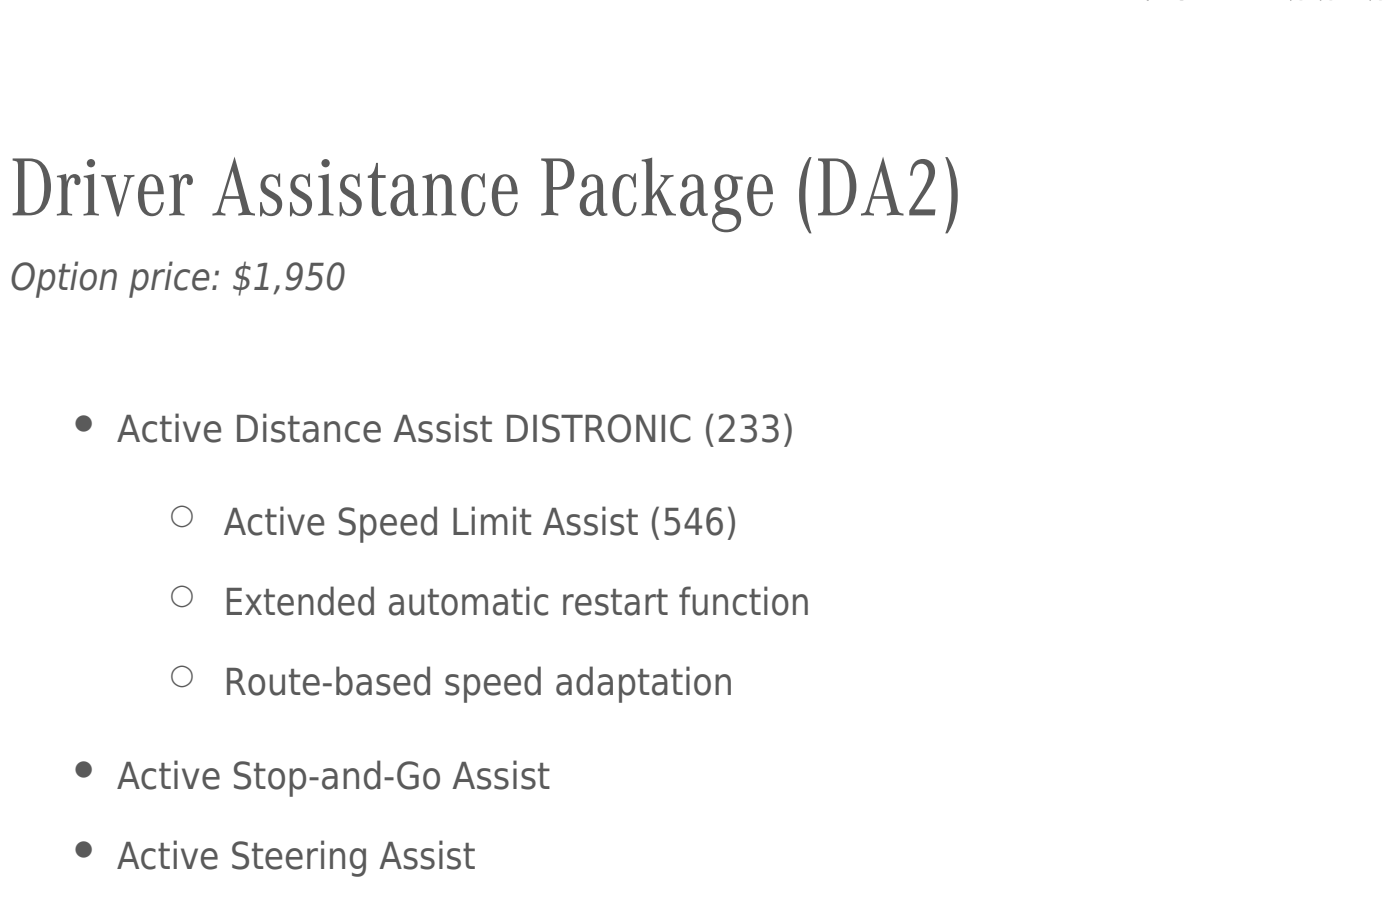 Driver Assistance Package (DA2)
Option price: $1,950
● Active Distance Assist DISTRONIC (233)
○ Active Speed Limit Assist (546)
○ Extended automatic restart function
○ Route-based speed adaptation
● Active Stop-and-Go Assist
● Active Steering Assist